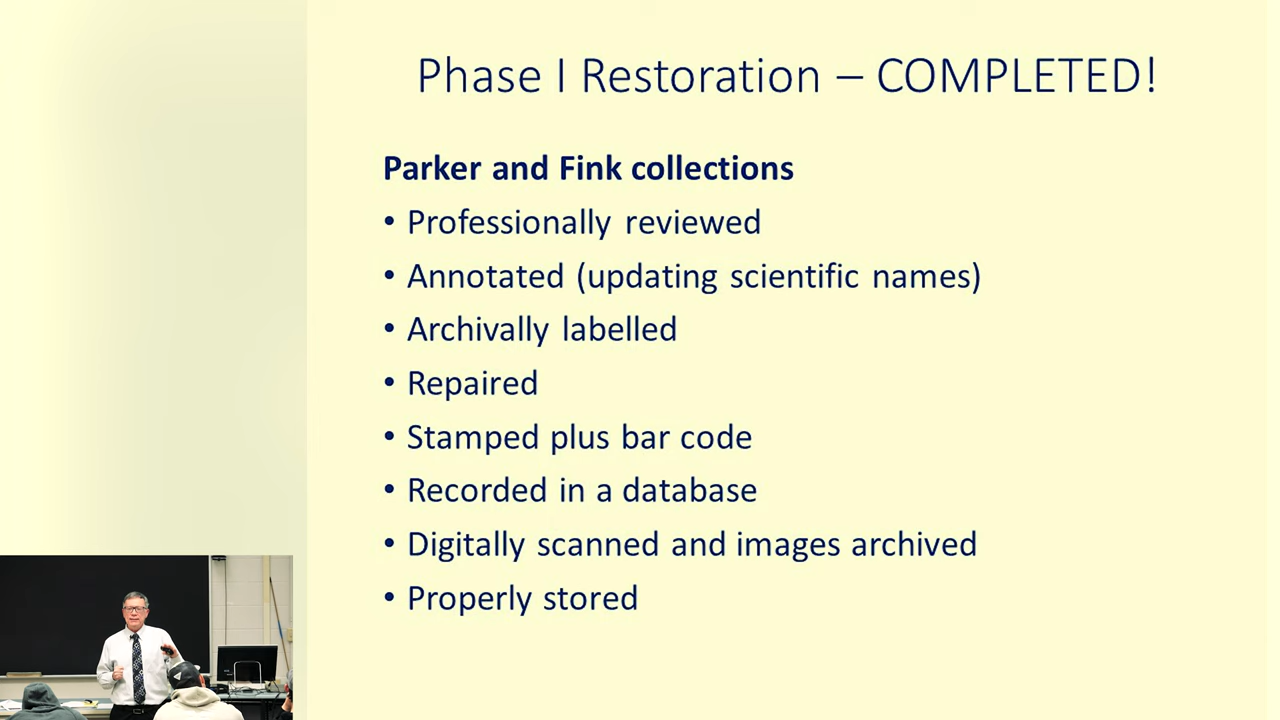 Phase I Restoration – COMPLETED!
Parker and Fink collections
• Professionally reviewed
• Annotated (updating scientific names)
• Archivally labelled
• Repaired
• Stamped plus bar code
• Recorded in a database
• Digitally scanned and images archived
• Properly stored